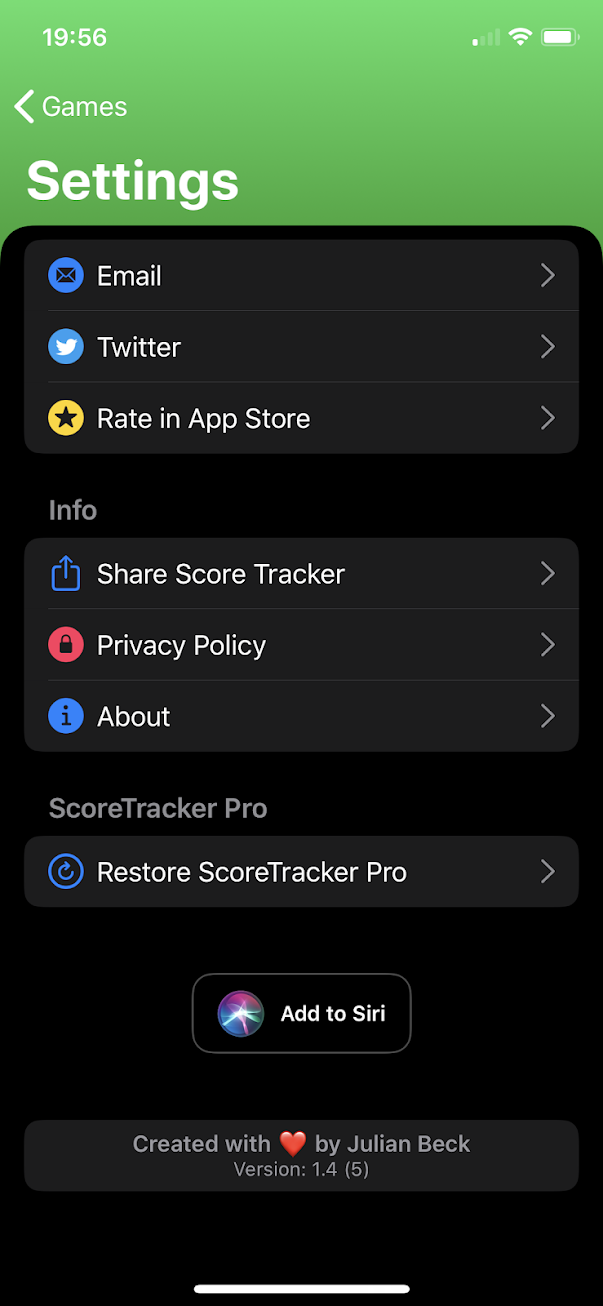 19:56
Games
Settings
Email
Twitter
Rate in App Store
Info
Share Score Tracker
Privacy Policy
About
ScoreTracker Pro
Restore ScoreTracker Pro
Add to Siri
Created with ❤️ by Julian Beck
Version: 1.4 (5)